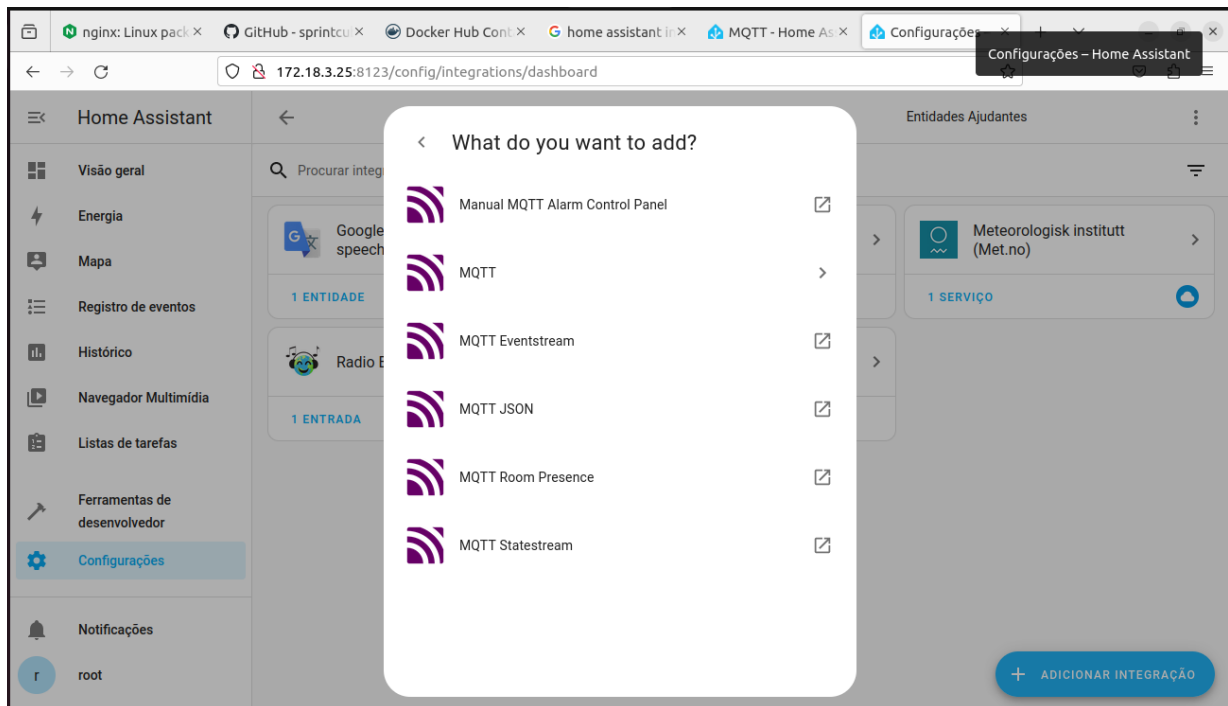 nginx: Linux pack
GitHub - sprintcu
Docker Hub Cont
home assistant in
MQTT - Home As
Configurações
Configurações – Home Assistant
172.18.3.25:8123/config/integrations/dashboard
Home Assistant
Entidades Ajudantes
Visão geral
Energia
Mapa
Registro de eventos
Histórico
Navegador Multimídia
Listas de tarefas
Ferramentas de
desenvolvedor
Configurações
Notificações
r
root
Procurar integ
Google
speech
1 ENTIDADE
Radio B
1 ENTRADA
What do you want to add?
Manual MQTT Alarm Control Panel
MQTT
MQTT Eventstream
MQTT JSON
MQTT Room Presence
MQTT Statestream
Meteorologisk institutt
(Met.no)
1 SERVIÇO
ADICIONAR INTEGRAÇÃO